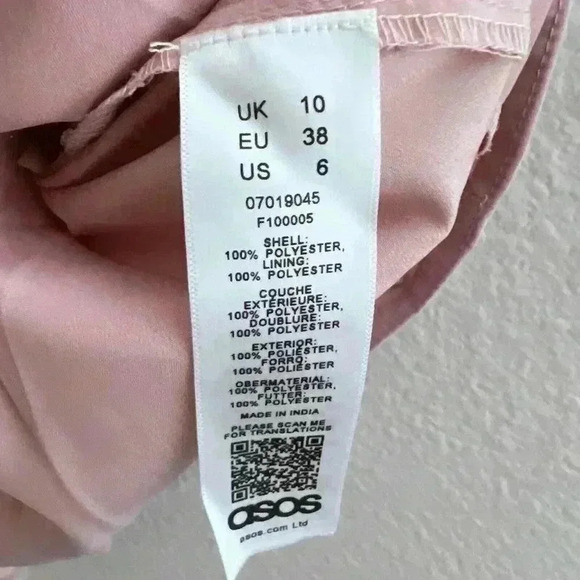 UK 10
EU 38
US 6
07019045
F100005
SHELL:
100% POLYESTER,
LINING:
100% POLYESTER
COUCHE
EXTÉRIEURE:
100% POLYESTER,
DOUBLURE:
100% POLYESTER
EXTERIOR:
100% POLIÉSTER,
FORRO:
100% POLIÉSTER
OBERMATERIAL:
100% POLYESTER,
FUTTER:
100% POLYESTER
MADE IN INDIA
PLEASE SCAN ME
FOR TRANSLATIONS
asos
asos.com Ltd